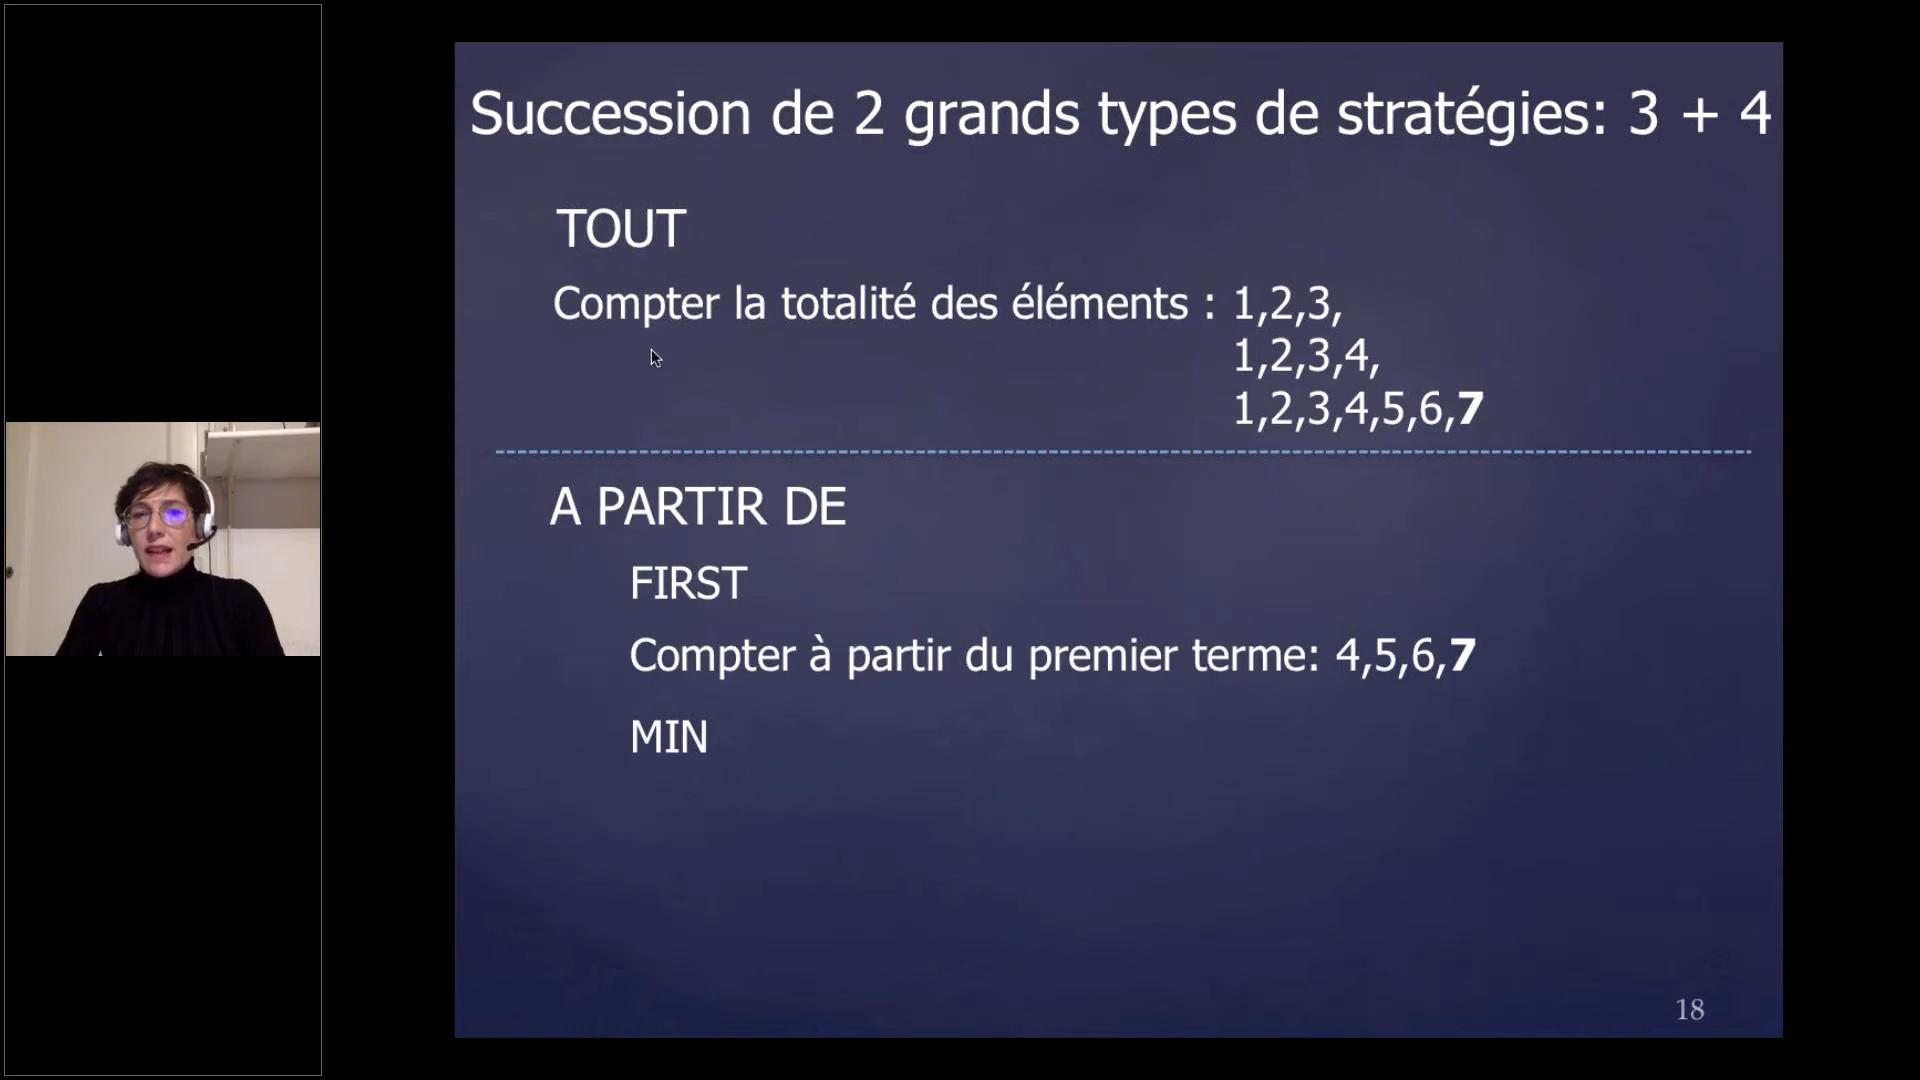 Succession de 2 grands types de stratégies: 3 + 4
TOUT
Compter la totalité des éléments : 1,2,3,
1,2,3,4,
1,2,3,4,5,6,7
A PARTIR DE
FIRST
Compter à partir du premier terme: 4,5,6,7
MIN
18